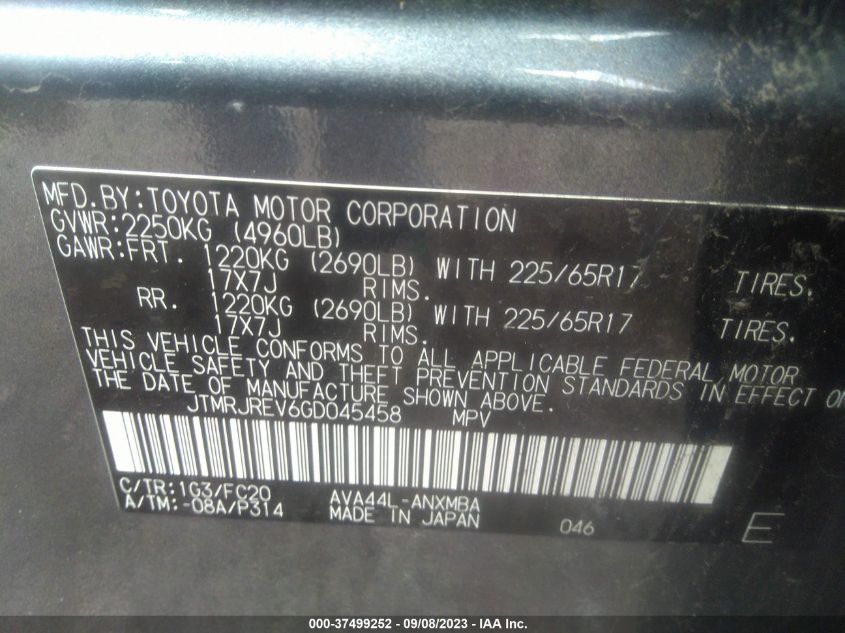 MFD.BY:TOYOTA MOTOR CORPORATION
GVWR:2250KG (4960LB)
GAWR:FRT. 1220KG (2690LB) WITH 225/65R17 TIRES.
17X7J RIMS.
RR. 1220KG (2690LB) WITH 225/65R17 TIRES.
17X7J RIMS.
THIS VEHICLE CONFORMS TO ALL APPLICABLE FEDERAL MOTOR
VEHICLE SAFETY AND THEFT PREVENTION STANDARDS IN EFFECT
THE DATE OF MANUFACTURE SHOWN ABOVE.
JTMRJREV6GD045458 MPV
C/TR:1G3/FC20 AVA44L-ANXMBA
A/TM:-08A/P314 MADE IN JAPAN 046 E
000-37499252 - 09/08/2023 - IAA Inc.